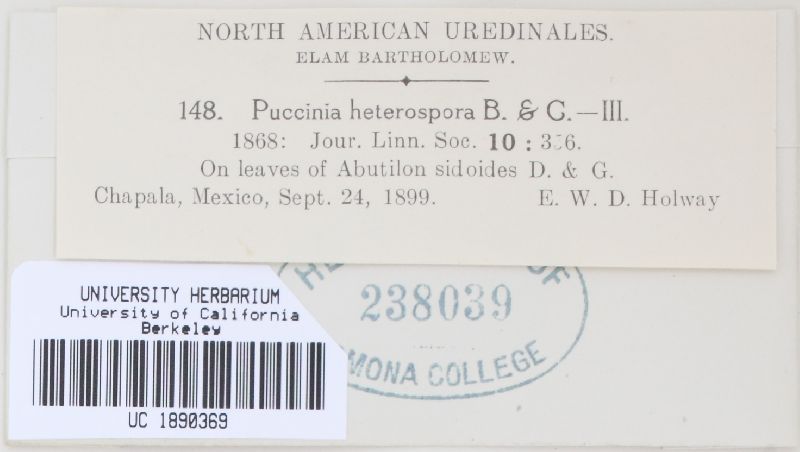 NORTH AMERICAN UREDINALES.
ELAM BARTHOLOMEW.
148. Puccinia heterospora B. & C.—III.
1868: Jour. Linn. Soc. 10 : 356.
On leaves of Abutilon sidoides D. & G.
Chapala, Mexico, Sept. 24, 1899. E. W. D. Holway
238039
MONA COLLEGE
UNIVERSITY HERBARIUM
University of California
Berkeley
UC 1890369